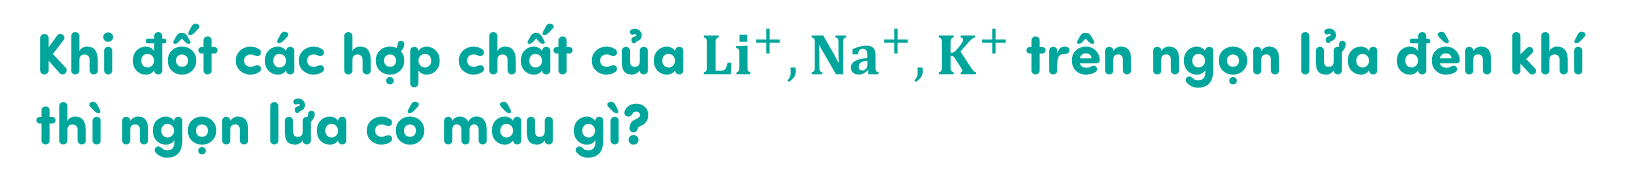 Khi đốt các hợp chất của Li⁺, Na⁺, K⁺ trên ngọn lửa đèn khí
thì ngọn lửa có màu gì?